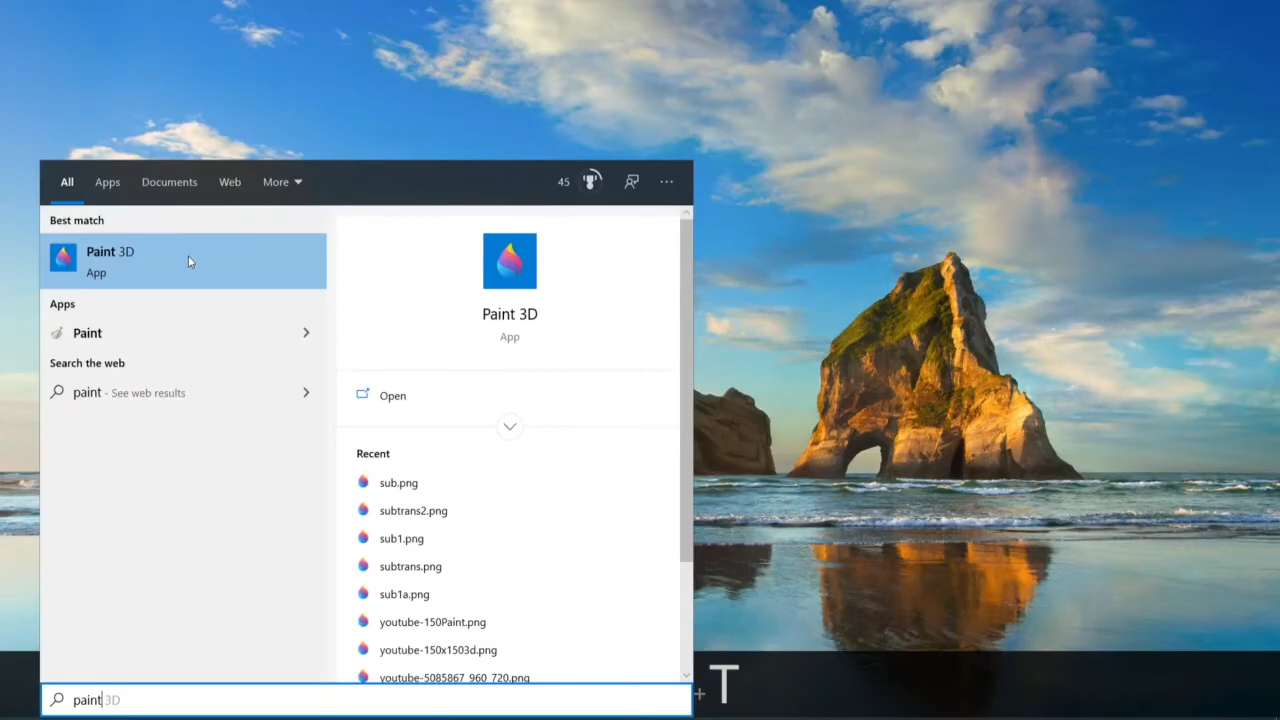 All Apps Documents Web More 45
Best match
Paint 3D
App
Apps
Paint
Search the web
paint - See web results
Paint 3D
App
Open
Recent
sub.png
subtrans2.png
sub1.png
subtrans.png
sub1a.png
youtube-150Paint.png
youtube-150x1503d.png
youtube-5085867_960_720.png
paint 3D
+ T